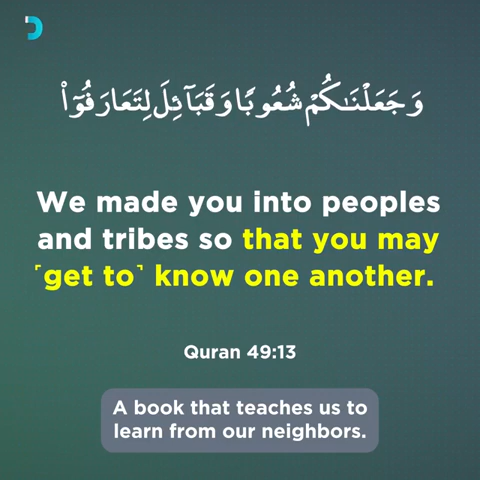 وَجَعَلْنَـٰكُمْ شُعُوبًا وَقَبَآئِلَ لِتَعَارَفُوٓا۟
We made you into peoples
and tribes so that you may
˹get to˺ know one another.
Quran 49:13
A book that teaches us to
learn from our neighbors.